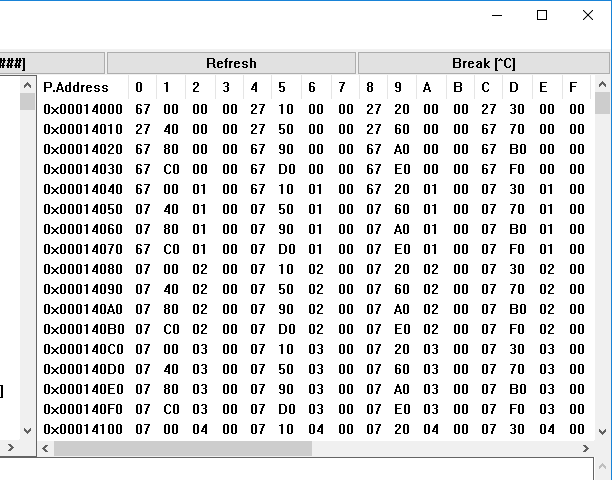 ###] Refresh Break [^C]
P.Address 0 1 2 3 4 5 6 7 8 9 A B C D E F
0x00014000 67 00 00 00 27 10 00 00 27 20 00 00 27 30 00 00
0x00014010 27 40 00 00 27 50 00 00 27 60 00 00 67 70 00 00
0x00014020 67 80 00 00 67 90 00 00 67 A0 00 00 67 B0 00 00
0x00014030 67 C0 00 00 67 D0 00 00 67 E0 00 00 67 F0 00 00
0x00014040 67 00 01 00 67 10 01 00 67 20 01 00 07 30 01 00
0x00014050 07 40 01 00 07 50 01 00 07 60 01 00 07 70 01 00
0x00014060 07 80 01 00 07 90 01 00 07 A0 01 00 07 B0 01 00
0x00014070 67 C0 01 00 07 D0 01 00 07 E0 01 00 07 F0 01 00
0x00014080 07 00 02 00 07 10 02 00 07 20 02 00 07 30 02 00
0x00014090 07 40 02 00 07 50 02 00 07 60 02 00 07 70 02 00
0x000140A0 07 80 02 00 07 90 02 00 07 A0 02 00 07 B0 02 00
0x000140B0 07 C0 02 00 07 D0 02 00 07 E0 02 00 07 F0 02 00
0x000140C0 07 00 03 00 07 10 03 00 07 20 03 00 07 30 03 00
0x000140D0 07 40 03 00 07 50 03 00 07 60 03 00 07 70 03 00
] 0x000140E0 07 80 03 00 07 90 03 00 07 A0 03 00 07 B0 03 00
0x000140F0 07 C0 03 00 07 D0 03 00 07 E0 03 00 07 F0 03 00
0x00014100 07 00 04 00 07 10 04 00 07 20 04 00 07 30 04 00